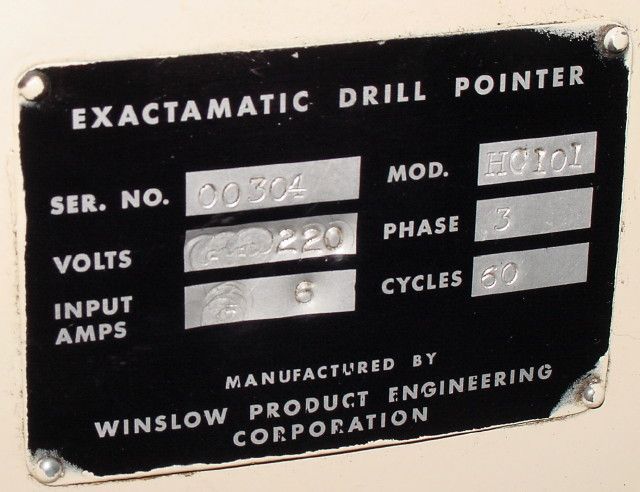 EXACTAMATIC DRILL POINTER
SER. NO. 00304 MOD. HC101
VOLTS 220 PHASE 3
INPUT AMPS 6 CYCLES 60
MANUFACTURED BY
WINSLOW PRODUCT ENGINEERING
CORPORATION